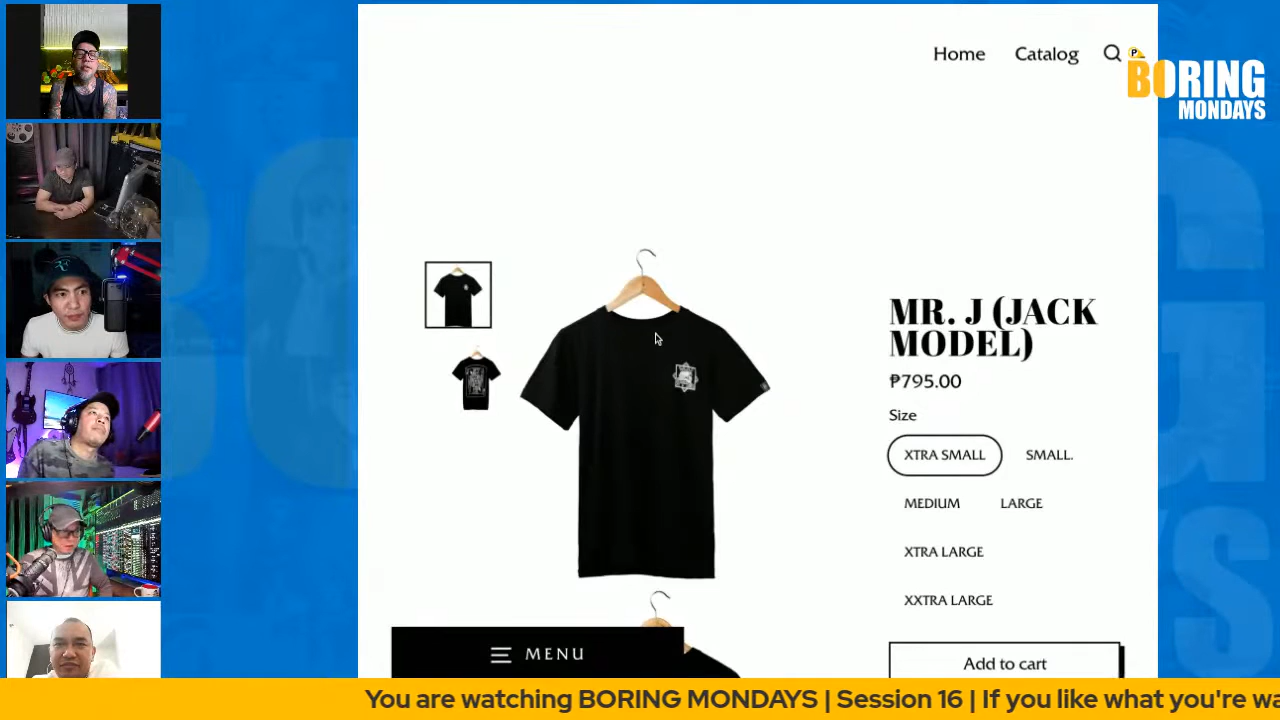 Home Catalog
BORING
MONDAYS
MR. J (JACK
MODEL)
₱795.00
Size
XTRA SMALL SMALL.
MEDIUM LARGE
XTRA LARGE
XXTRA LARGE
MENU
Add to cart
You are watching BORING MONDAYS | Session 16 | If you like what you're wa